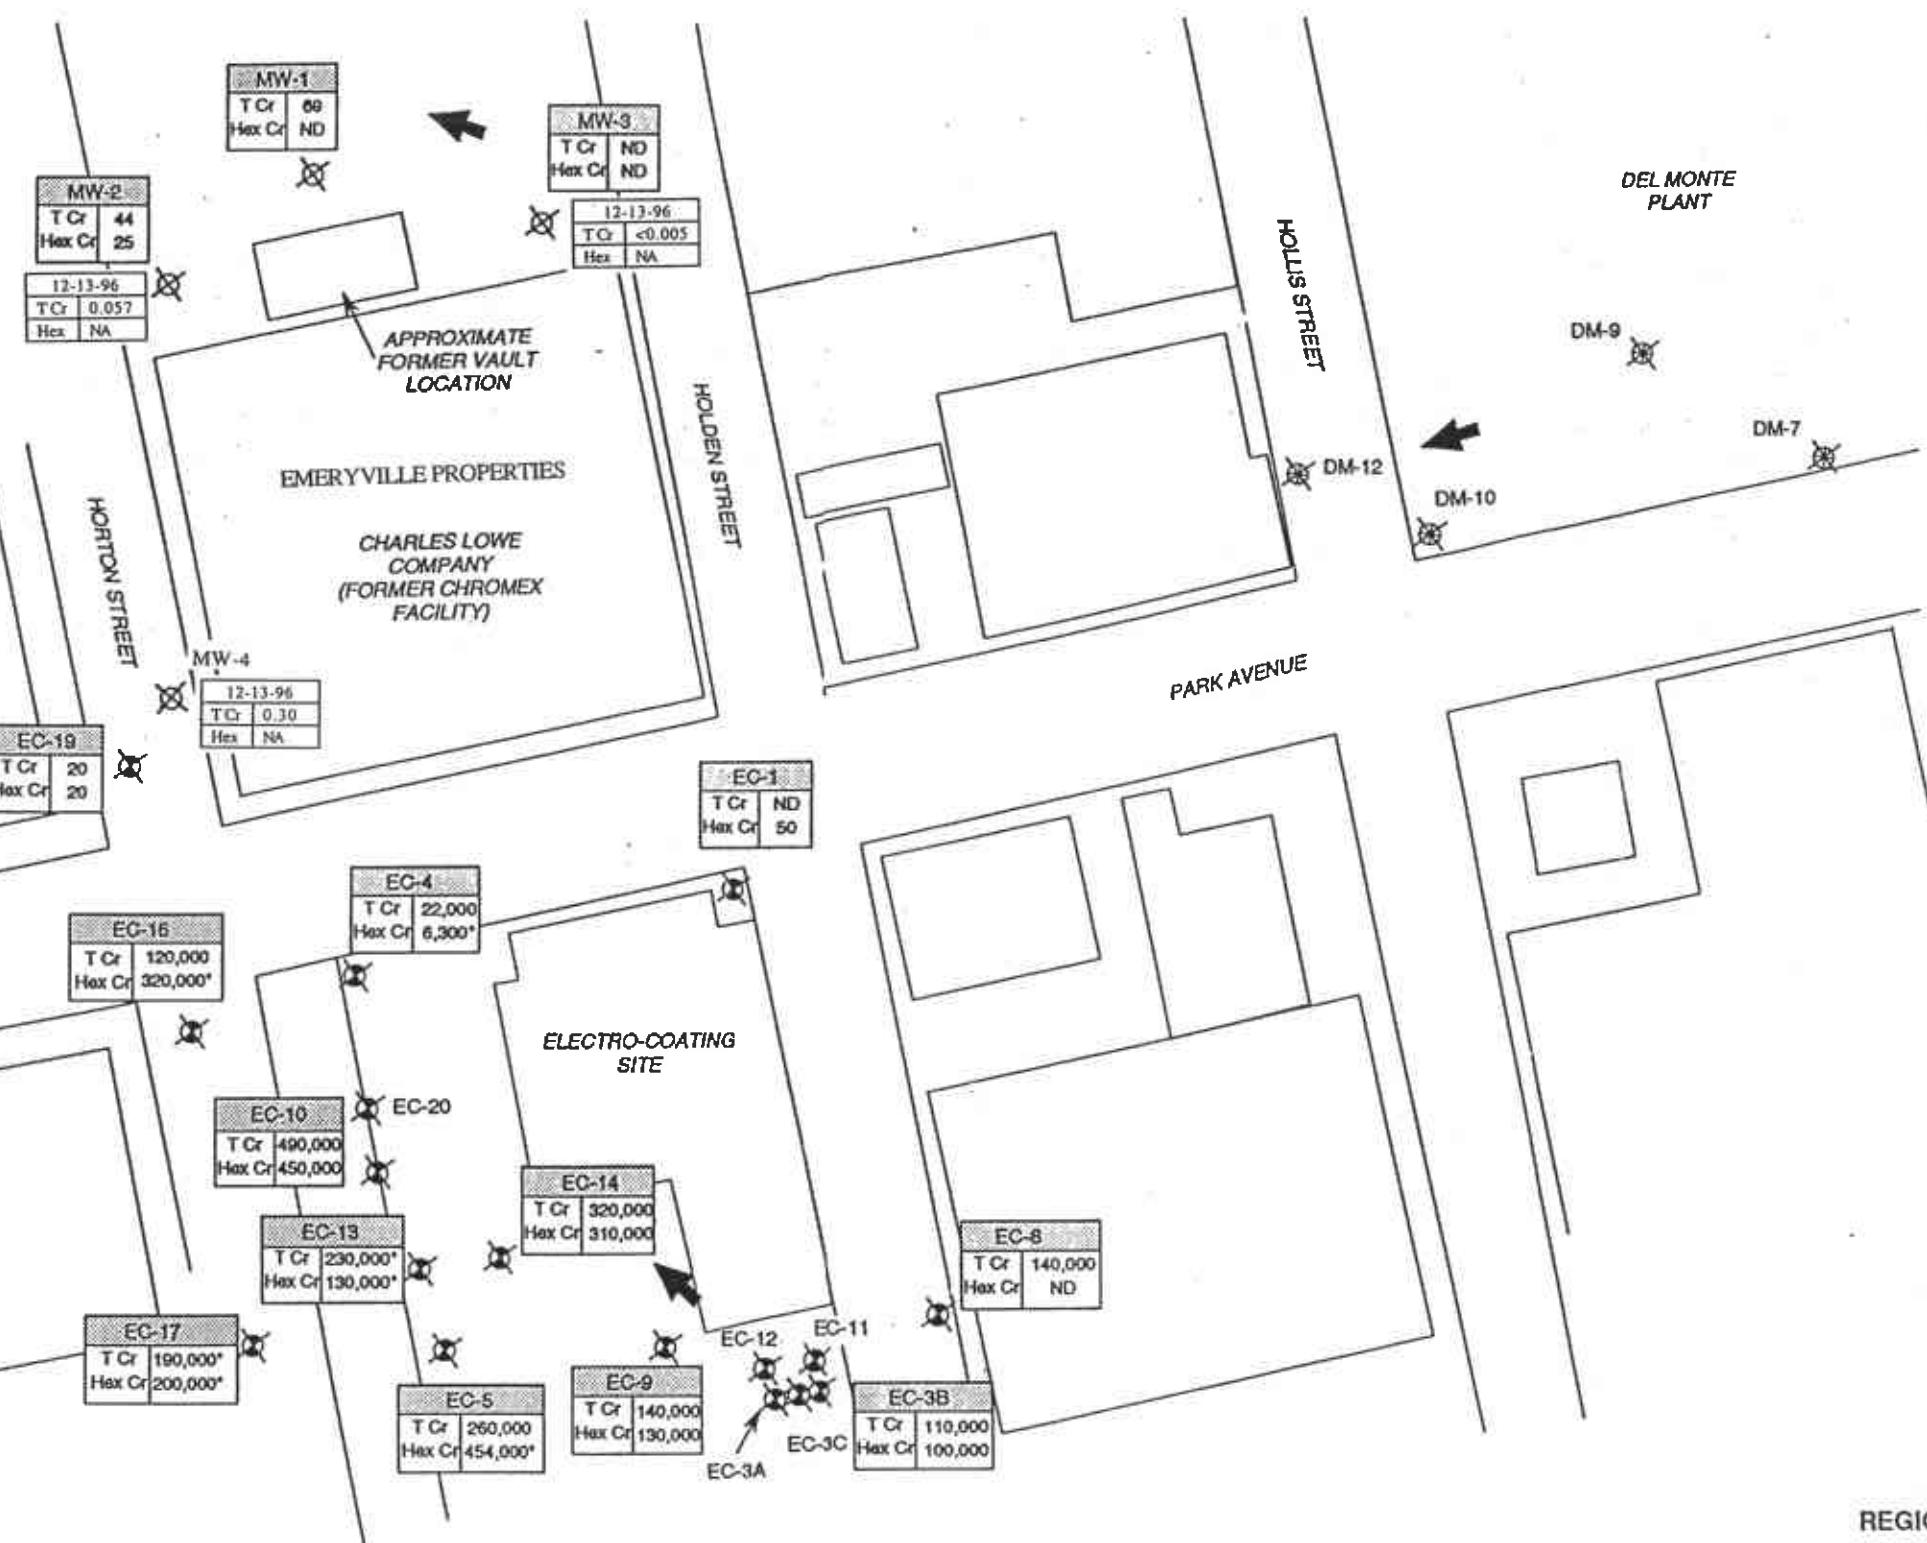 MW-1
T Cr 69
Hex Cr ND
MW-3
T Cr ND
Hex Cr ND
12-13-96
T Cr <0.005
Hex NA
MW-2
T Cr 44
Hex Cr 25
12-13-96
T Cr 0.057
Hex NA
APPROXIMATE
FORMER VAULT
LOCATION
DEL MONTE
PLANT
HOLLIS STREET
DM-9
DM-7
DM-12
DM-10
HOLDEN STREET
EMERYVILLE PROPERTIES
CHARLES LOWE
COMPANY
(FORMER CHROMEX
FACILITY)
HORTON STREET
MW-4
12-13-96
T Cr 0.30
Hex NA
PARK AVENUE
EC-19
T Cr 20
Hex Cr 20
EC-1
T Cr ND
Hex Cr 50
EC-4
T Cr 22,000
Hex Cr 6,300*
EC-16
T Cr 120,000
Hex Cr 320,000*
ELECTRO-COATING
SITE
EC-10
T Cr 490,000
Hex Cr 450,000
EC-20
EC-14
T Cr 320,000
Hex Cr 310,000
EC-13
T Cr 230,000*
Hex Cr 130,000*
EC-8
T Cr 140,000
Hex Cr ND
EC-17
T Cr 190,000*
Hex Cr 200,000*
EC-12
EC-11
EC-5
T Cr 260,000
Hex Cr 454,000*
EC-9
T Cr 140,000
Hex Cr 130,000
EC-3A
EC-3C
EC-3B
T Cr 110,000
Hex Cr 100,000